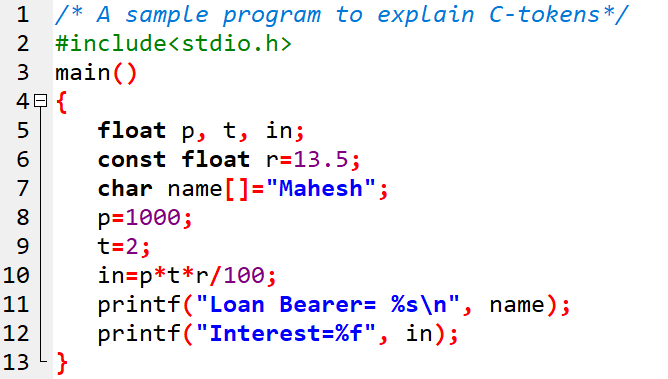 1 /* A sample program to explain C-tokens*/
2 #include<stdio.h>
3 main()
4 {
5 float p, t, in;
6 const float r=13.5;
7 char name[]="Mahesh";
8 p=1000;
9 t=2;
10 in=p*t*r/100;
11 printf("Loan Bearer= %s\n", name);
12 printf("Interest=%f", in);
13 }